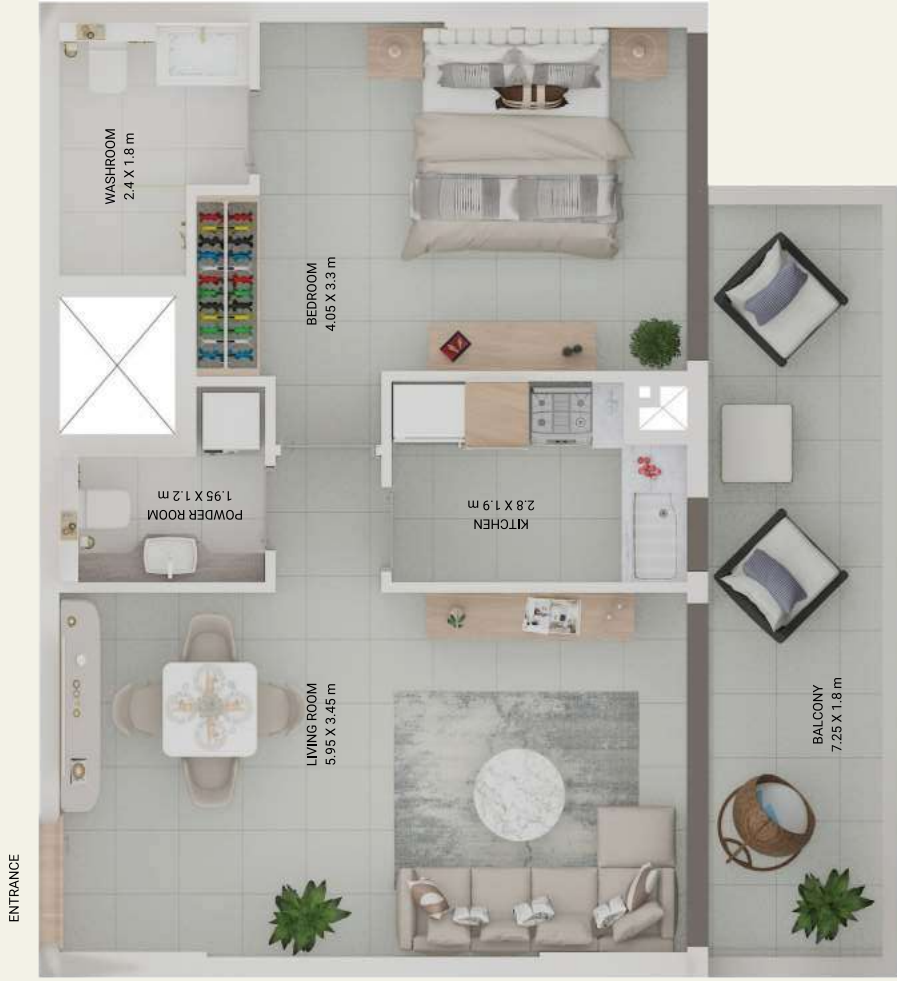 WASHROOM
2.4 X 1.8 m
BEDROOM
4.05 X 3.3 m
POWDER ROOM
1.95 X 1.2 m
KITCHEN
2.8 X 1.9 m
LIVING ROOM
5.95 X 3.45 m
BALCONY
7.25 X 1.8 m
ENTRANCE